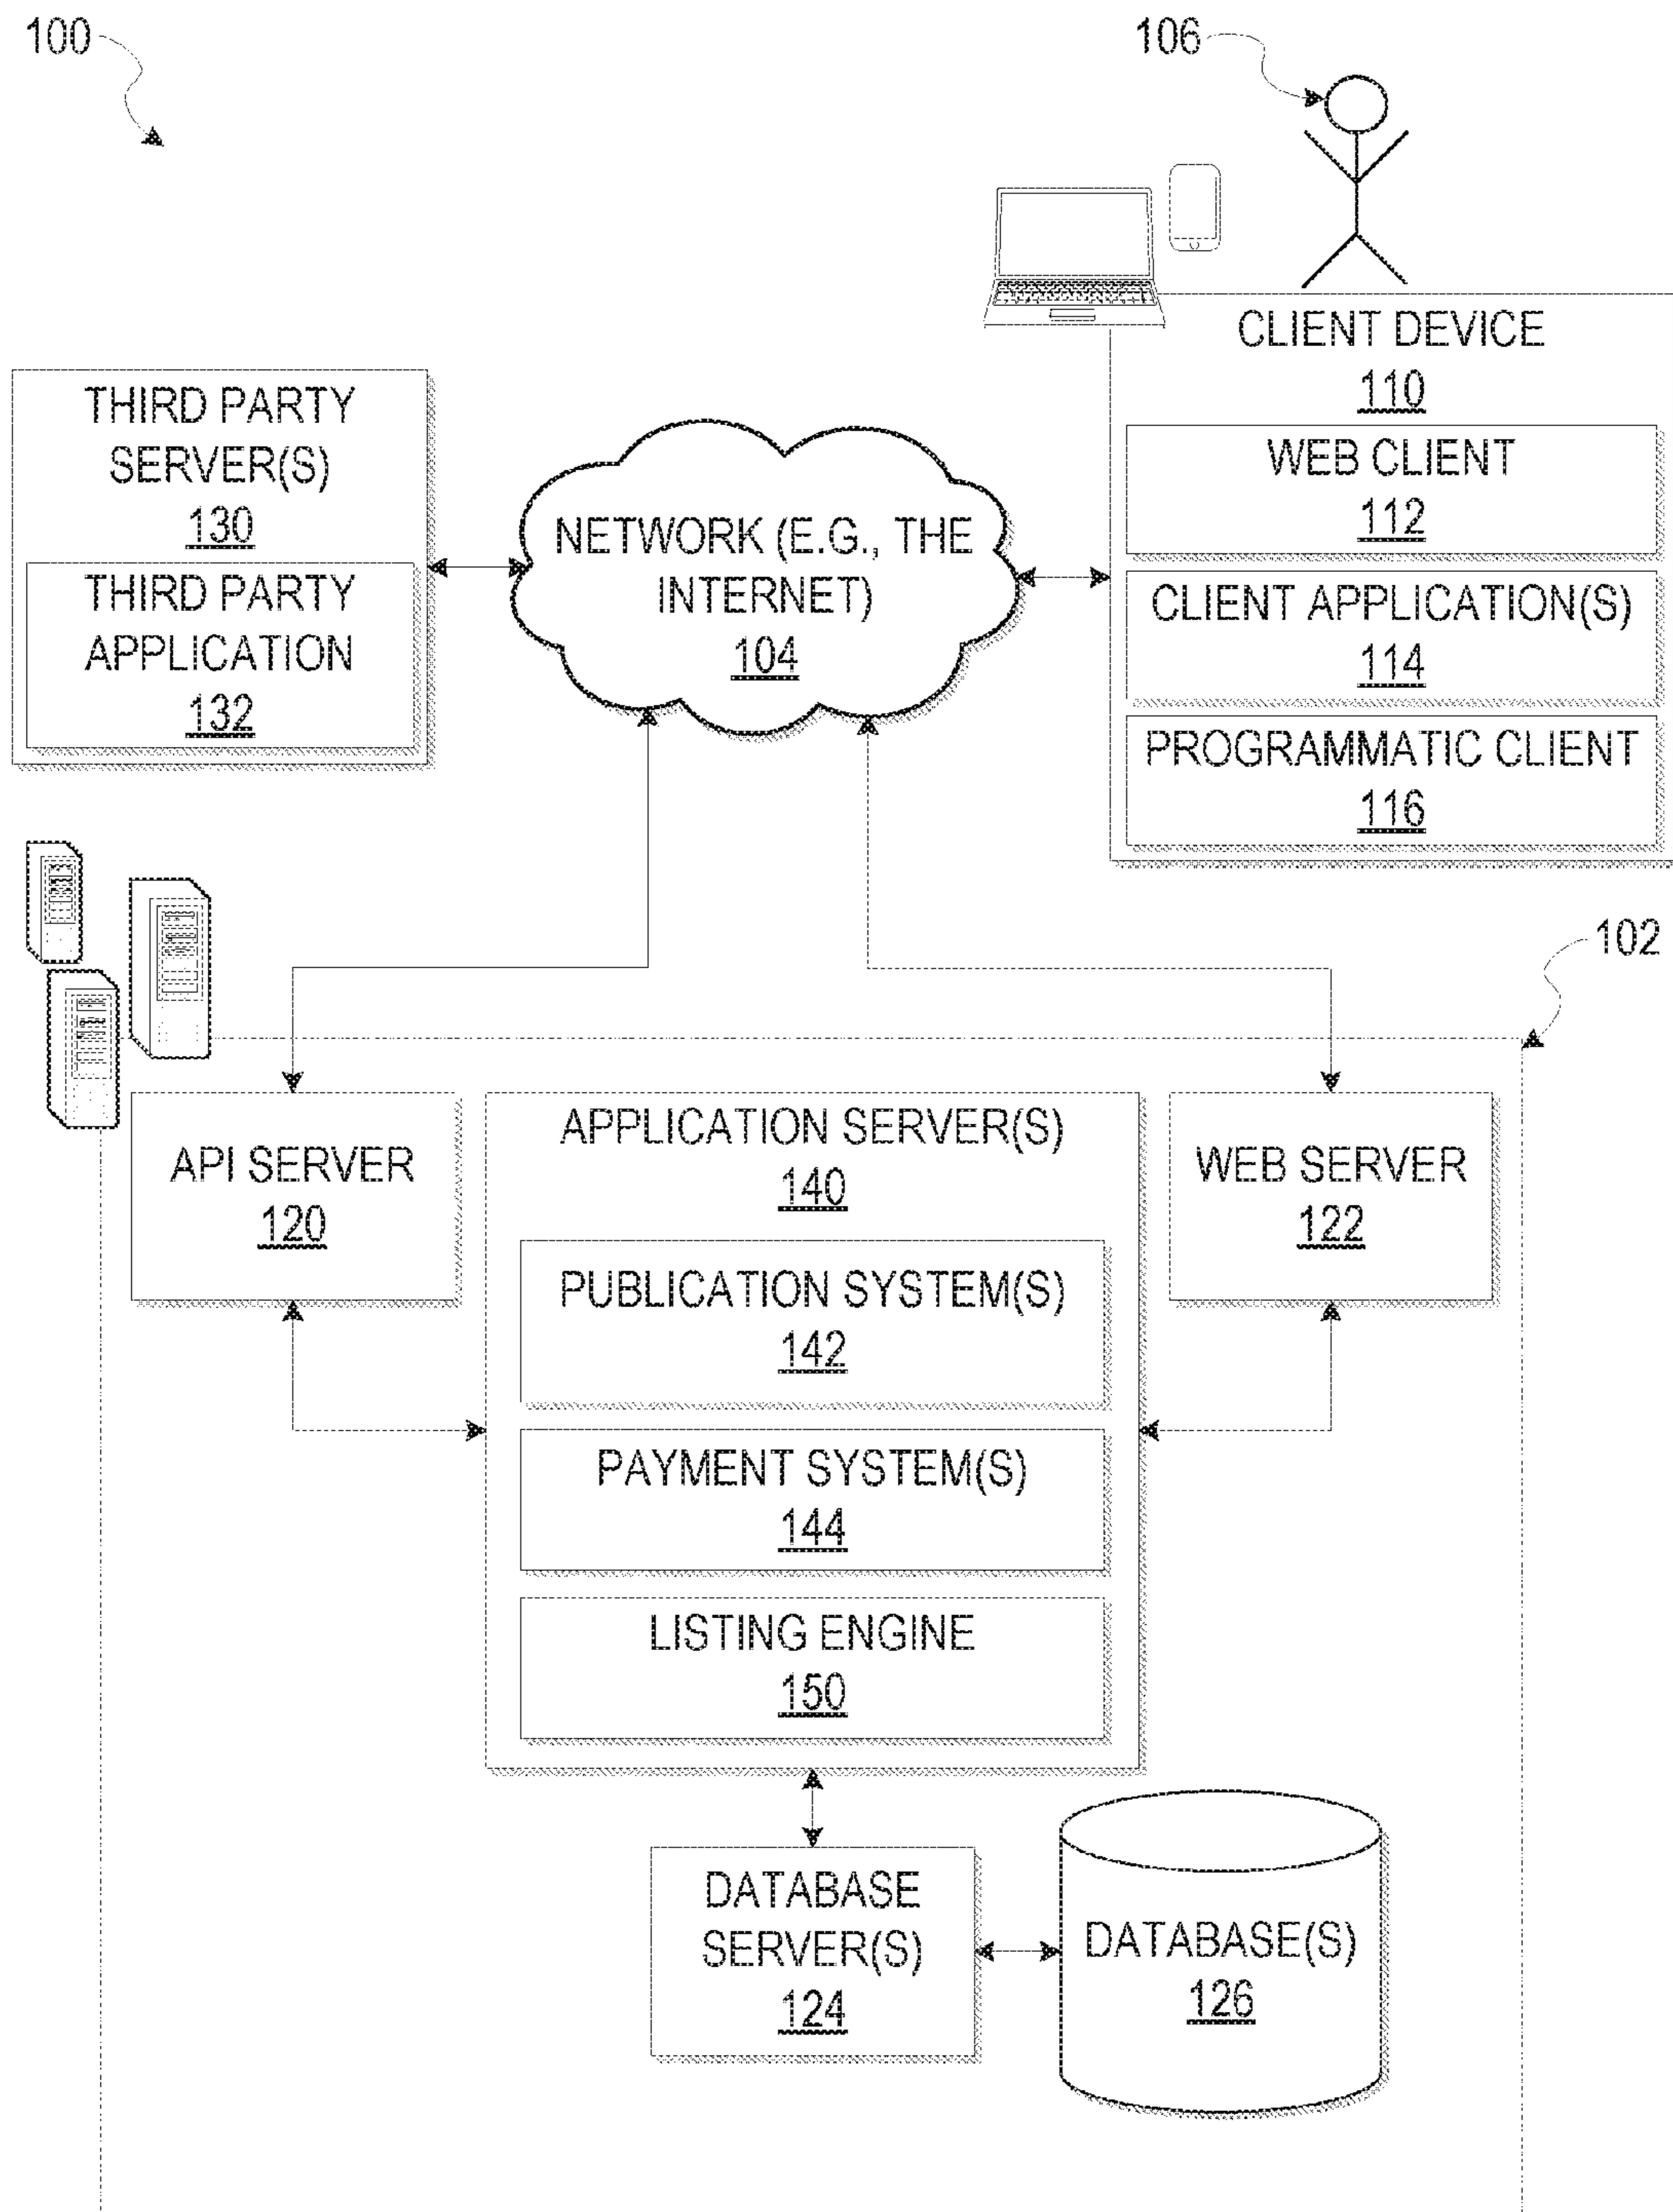 100
106
CLIENT DEVICE
110
WEB CLIENT
112
CLIENT APPLICATION(S)
114
PROGRAMMATIC CLIENT
116
THIRD PARTY
SERVER(S)
130
THIRD PARTY
APPLICATION
132
NETWORK (E.G., THE
INTERNET)
104
102
API SERVER
120
APPLICATION SERVER(S)
140
PUBLICATION SYSTEM(S)
142
PAYMENT SYSTEM(S)
144
LISTING ENGINE
150
WEB SERVER
122
DATABASE
SERVER(S)
124
DATABASE(S)
126